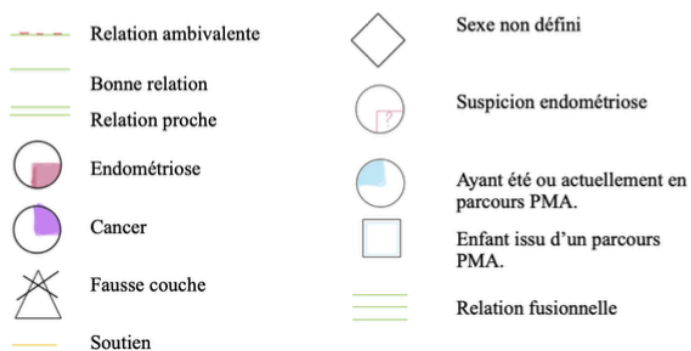 Relation ambivalente
Bonne relation
Relation proche
Endométriose
Cancer
Fausse couche
Soutien
Sexe non défini
?
Suspicion endométriose
Ayant été ou actuellement en
parcours PMA.
Enfant issu d’un parcours
PMA.
Relation fusionnelle